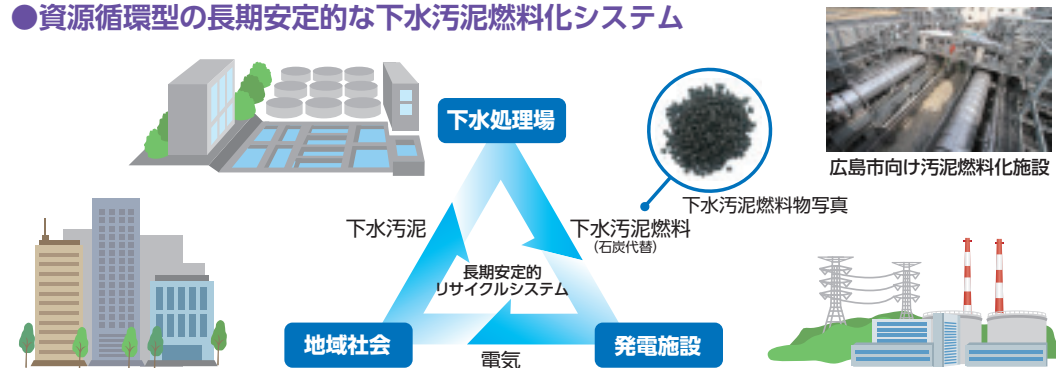 ●資源循環型の長期安定的な下水汚泥燃料化システム
下水処理場
広島市向け汚泥燃料化施設
下水汚泥燃料物写真
下水汚泥
下水汚泥燃料
（石炭代替）
長期安定的
リサイクルシステム
地域社会
電気
発電施設